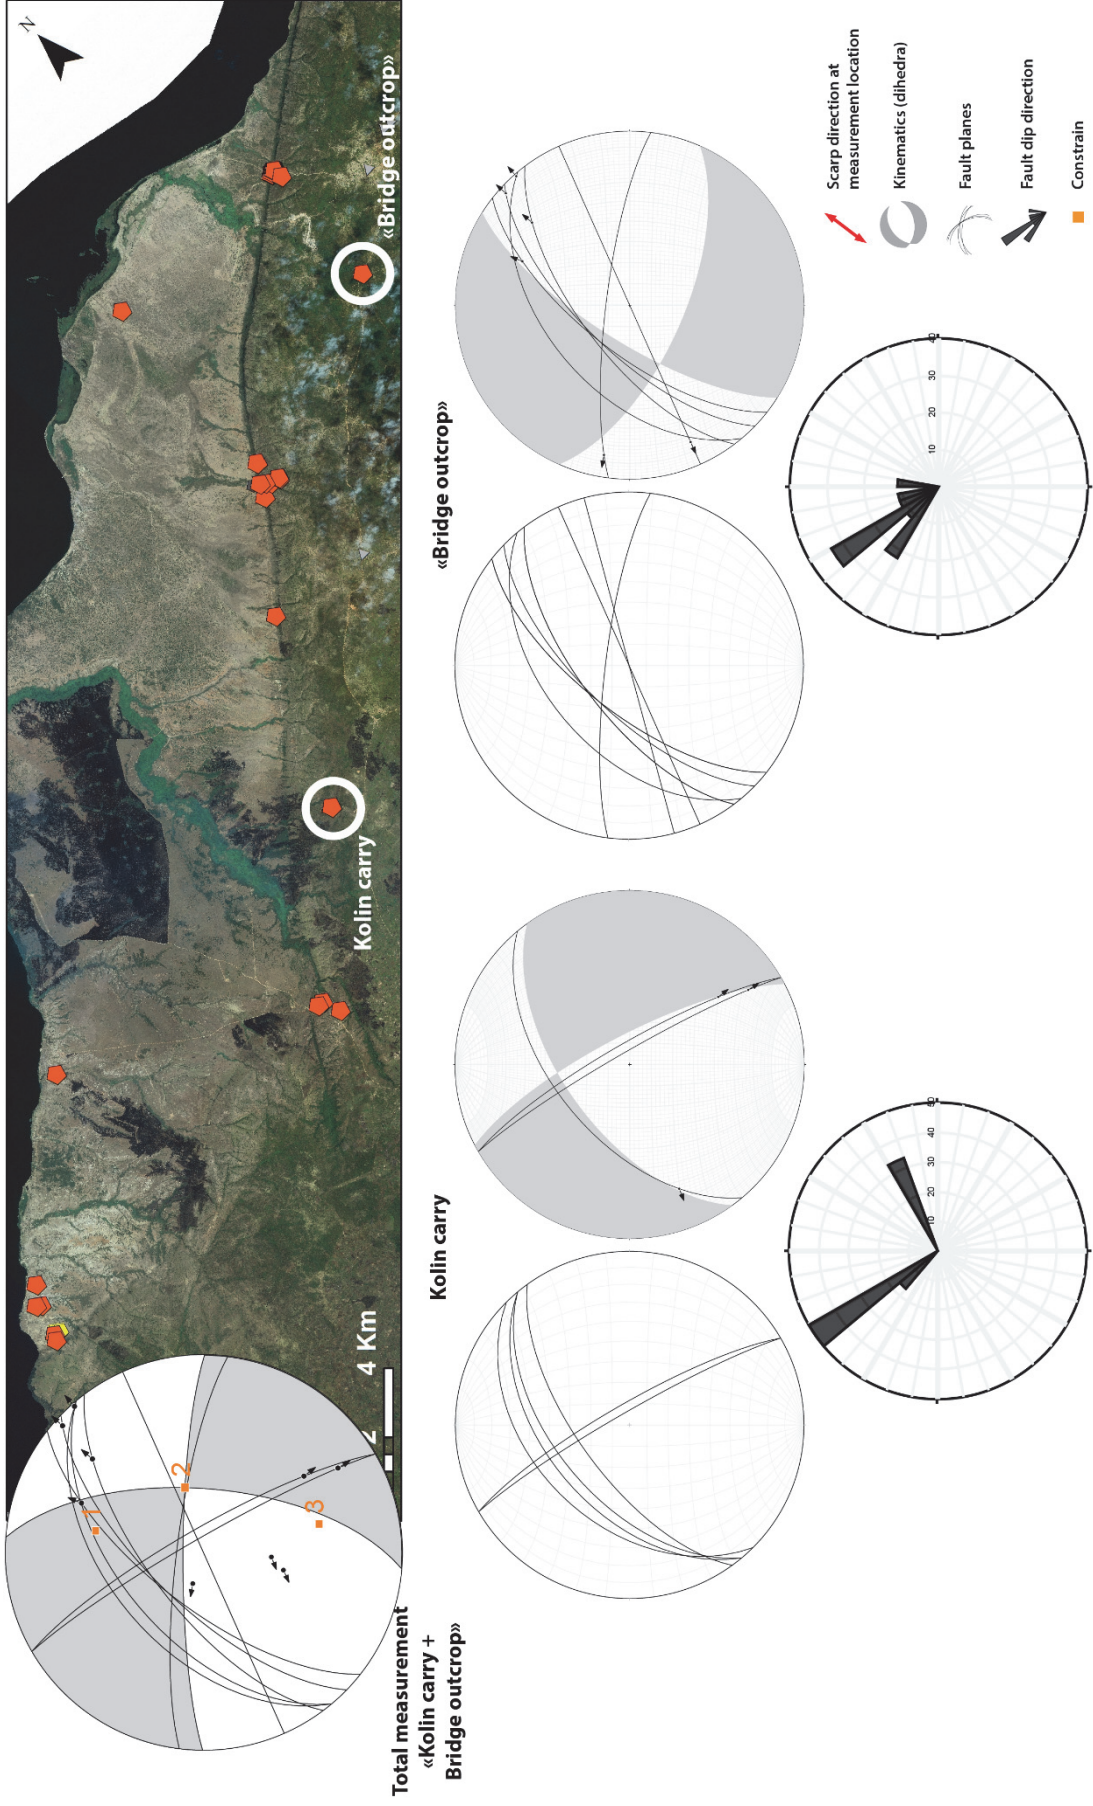 N
«Bridge outcrop»
Kolin carry
4 Km
2
1
2
3
Total measurement
«Kolin carry +
Bridge outcrop»
Kolin carry
«Bridge outcrop»
10
20
30
40
50
10
20
30
40
Scarp direction at
measurement location
Kinematics (dihedra)
Fault planes
Fault dip direction
Constrain